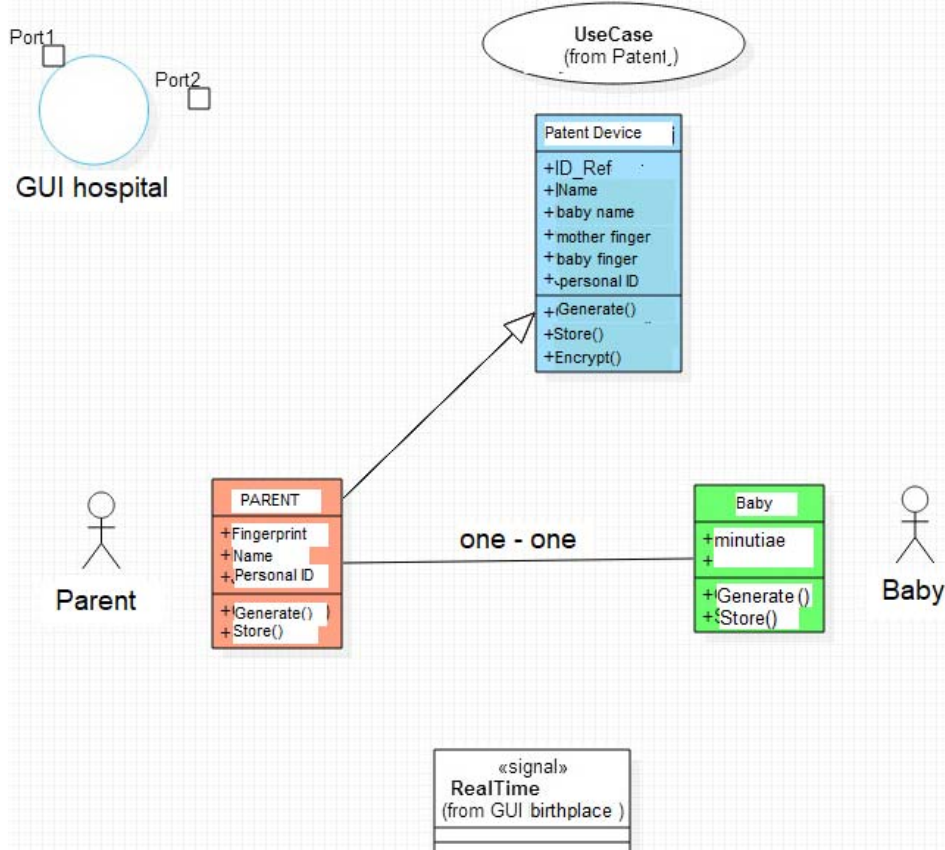 Port1
Port2
GUI hospital
UseCase
(from Patent )
Patent Device
+ID_Ref
+Name
+baby name
+mother finger
+baby finger
+personal ID
+Generate()
+Store()
+Encrypt()
Parent
PARENT
+Fingerprint
+Name
+Personal ID
+Generate()
+Store()
one - one
Baby
+minutiae
+
+Generate ()
+Store()
Baby
«signal»
RealTime
(from GUI birthplace )